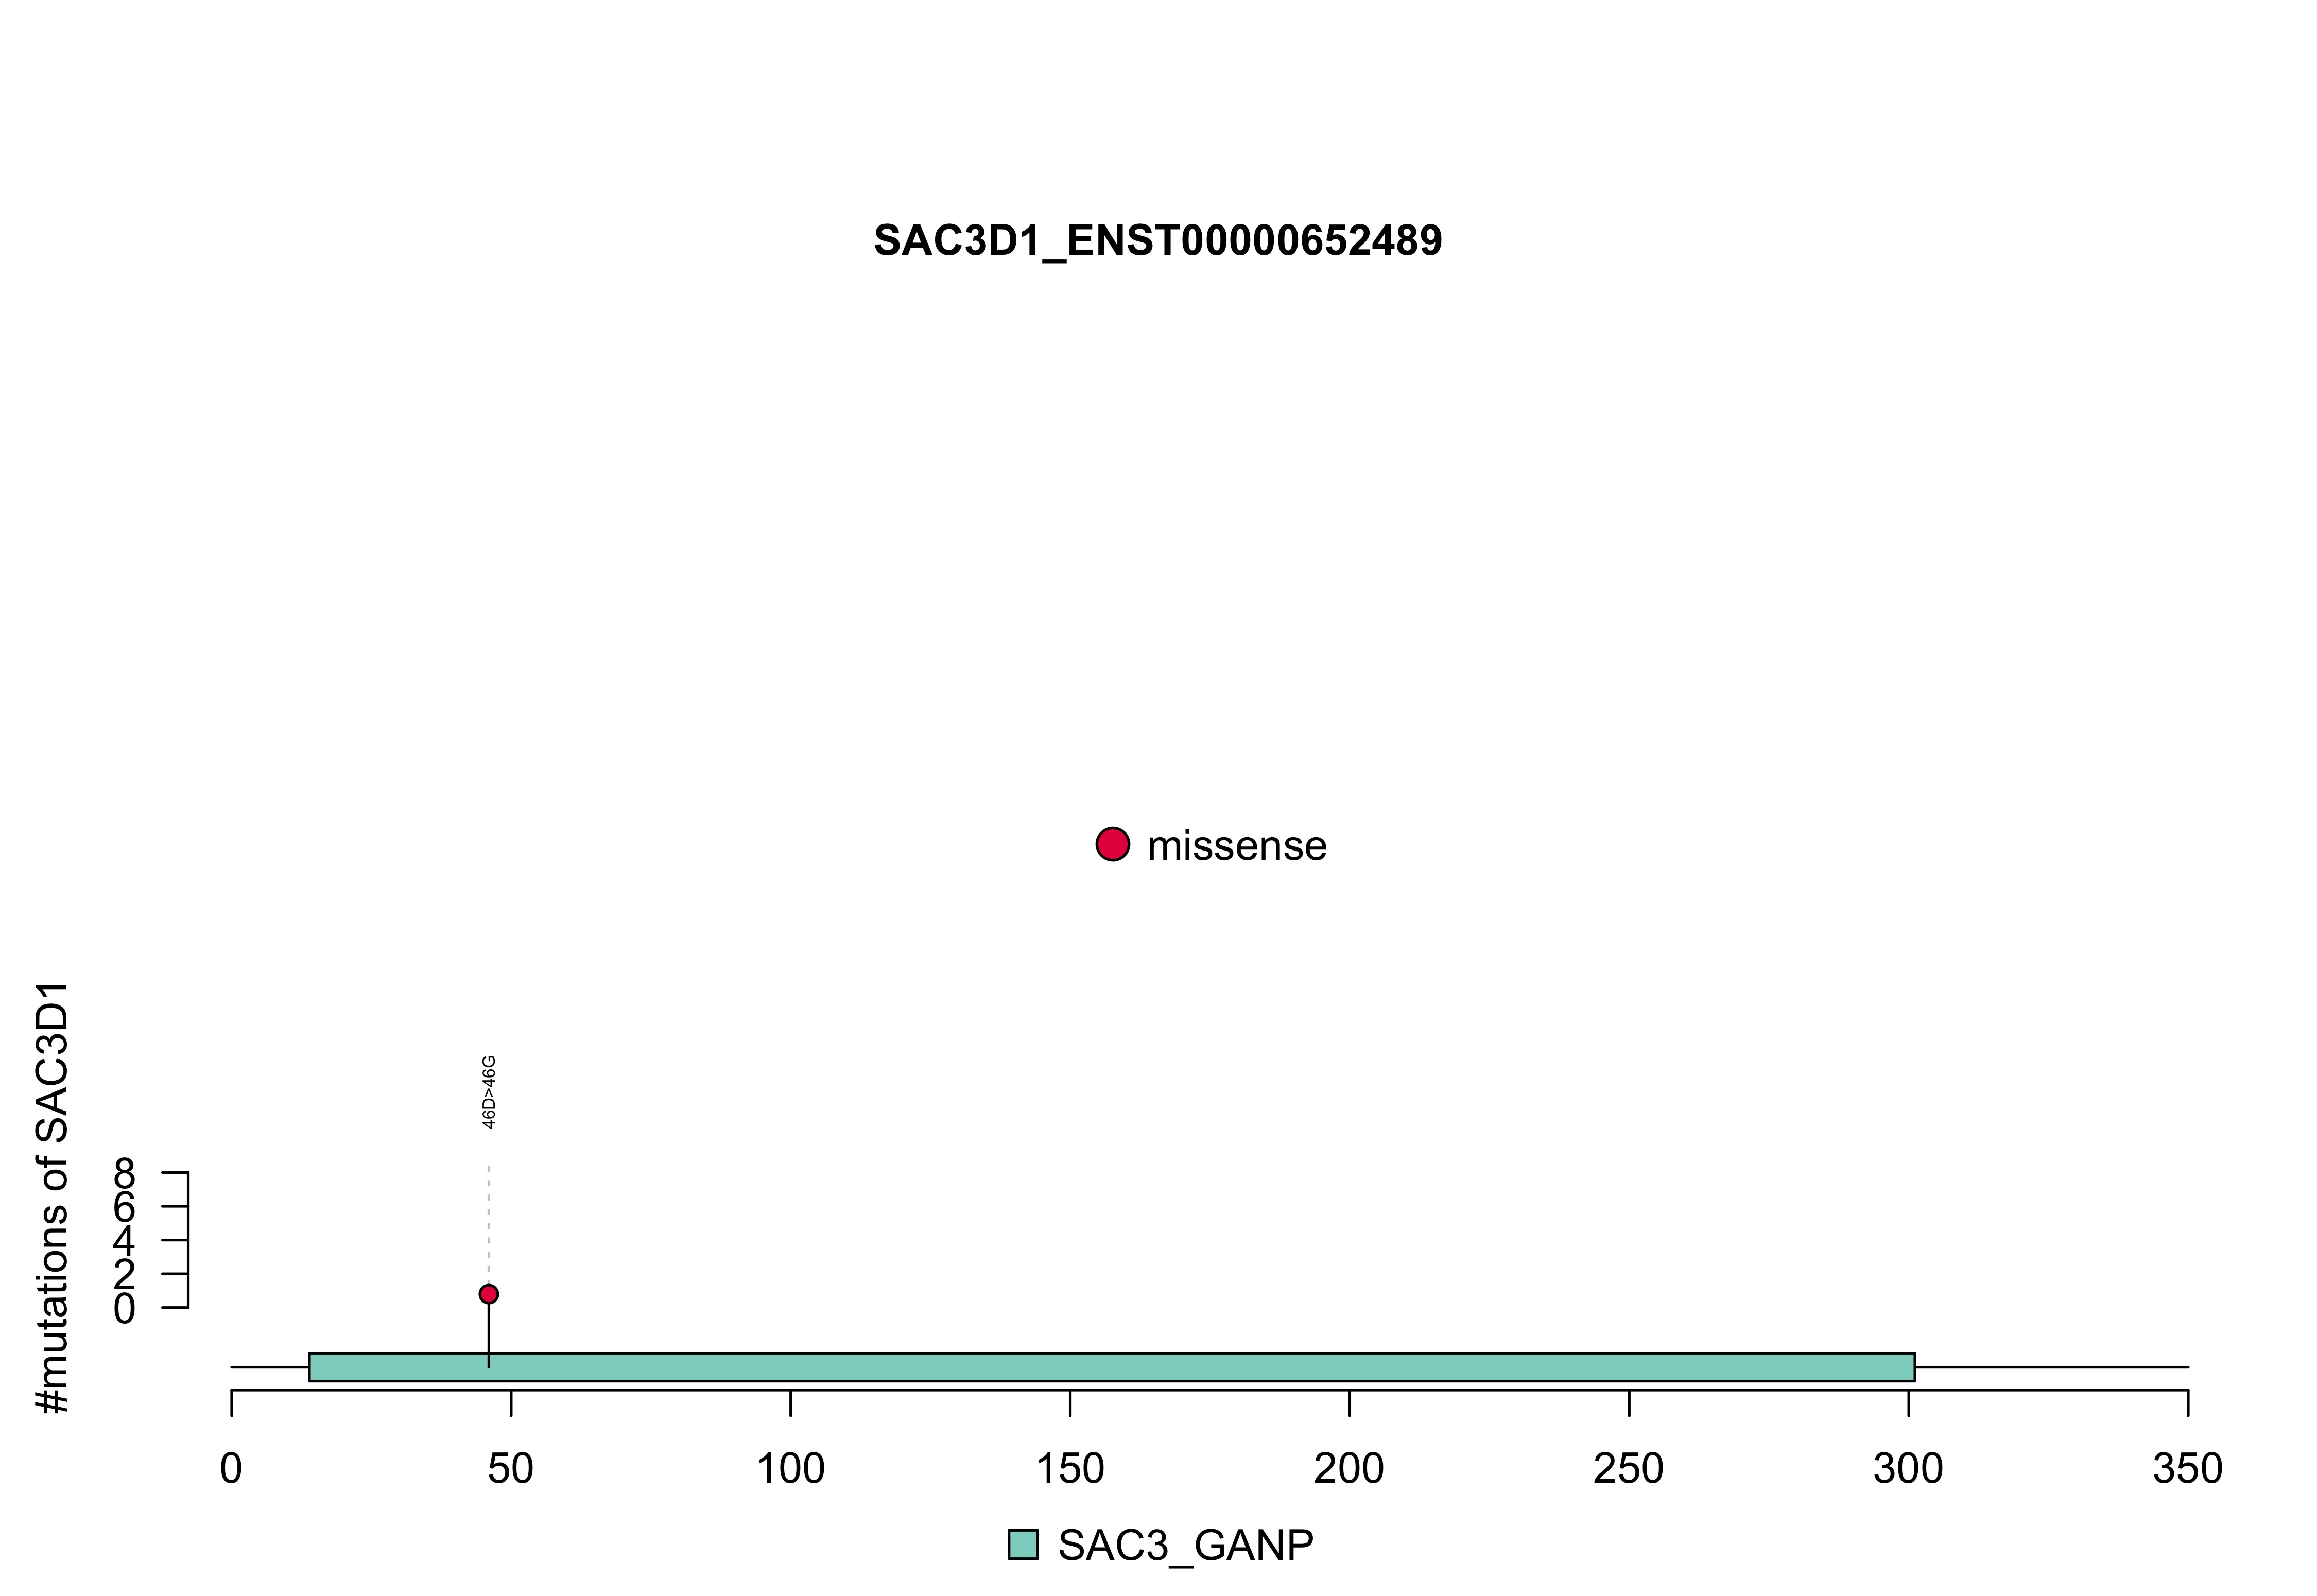 SAC3D1_ENST00000652489
missense
#mutations of SAC3D1
46D>46G
8
6
4
2
0
0 50 100 150 200 250 300 350
SAC3_GANP